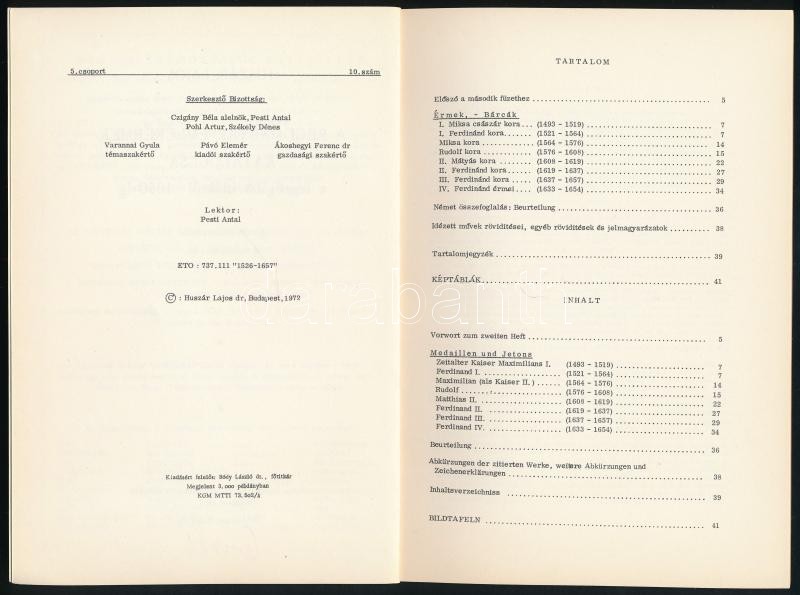 5. csoport 10. szám
Szerkesztő Bizottság:
Czigány Béla alelnök, Pesti Antal
Pohl Artur, Székely Dénes
Varannai Gyula Pávó Elemér Ákoshegyi Ferenc dr
témaszakértő kiadói szakértő gazdasági szakértő
Lektor:
Pesti Antal
ETO : 737.111 "1526-1657"
©: Huszár Lajos dr, Budapest, 1972
Kiadásért felelős: Bódy László dt., főtitkár
Megjelent 3.000 példányban
KGM MTTI 73.502/4
TARTALOM
Előszó a második füzethez 5
Érmek, - Bárcák
I. Miksa császár kora... (1493 - 1519) 7
I. Ferdinánd kora (1521 - 1564) 7
Miksa kora (1564 - 1576) 14
Rudolf kora (1576 - 1608) 15
II. Mátyás kora (1608 - 1619) 22
II. Ferdinánd kora (1619 - 1637) 27
III. Ferdinánd kora (1637 - 1657) 29
IV. Ferdinánd érmei (1633 - 1654) 34
Német összefoglalás: Beurteilung 36
Idézett művek rövidítései, egyéb rövidítések és jelmagyarázatok 38
Tartalomjegyzék 39
KÉPTÁBLÁK 41
INHALT
Vorwort zum zweiten Heft 5
Medaillen und Jetons
Zeitalter Kaiser Maximilians I. (1493 - 1519) 7
Ferdinand I. (1521 - 1564) 7
Maximilian (als Kaiser II.) (1564 - 1576) 14
Rudolf (1576 - 1608) 15
Matthias II. (1608 - 1619) 22
Ferdinand II. (1619 - 1637) 27
Ferdinand III. (1637 - 1657) 29
Ferdinand IV. (1633 - 1654) 34
Beurteilung 36
Abkürzungen der zitierten Werke, weitere Abkürzungen und
Zeichenerklärungen 38
Inhaltsverzeichniss 39
BILDTAFELN 41
darabanth